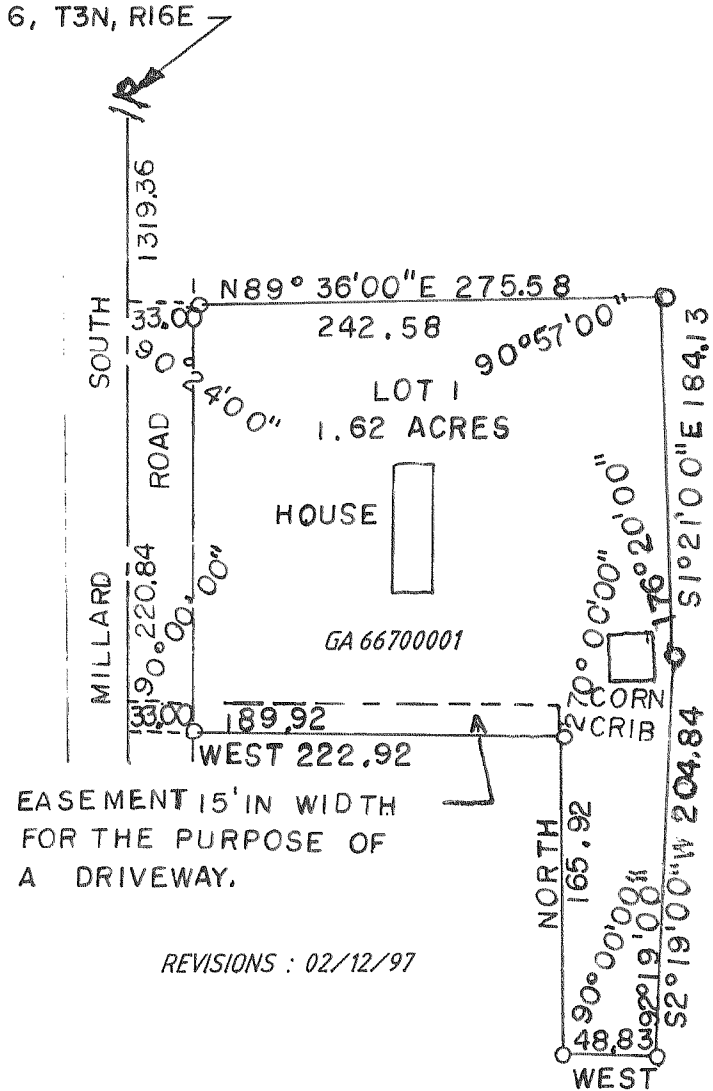 6, T3N, R16E
1319.36
SOUTH
N89° 36'00"E 275.58
33.00
242.58
90°57'00"
90°24'00"
LOT 1
1.62 ACRES
S1°21'00"E 184.13
ROAD
HOUSE
176°20'00"
MILLARD
220.84
90°00'00"
270°00'00"
GA 66700001
CORN
CRIB
33.00
189.92
WEST 222.92
EASEMENT 15' IN WIDTH
FOR THE PURPOSE OF
A DRIVEWAY.
NORTH
165.92
S2°19'00"W 204.84
90°00'00"
92°19'00"
REVISIONS : 02/12/97
48.83
WEST